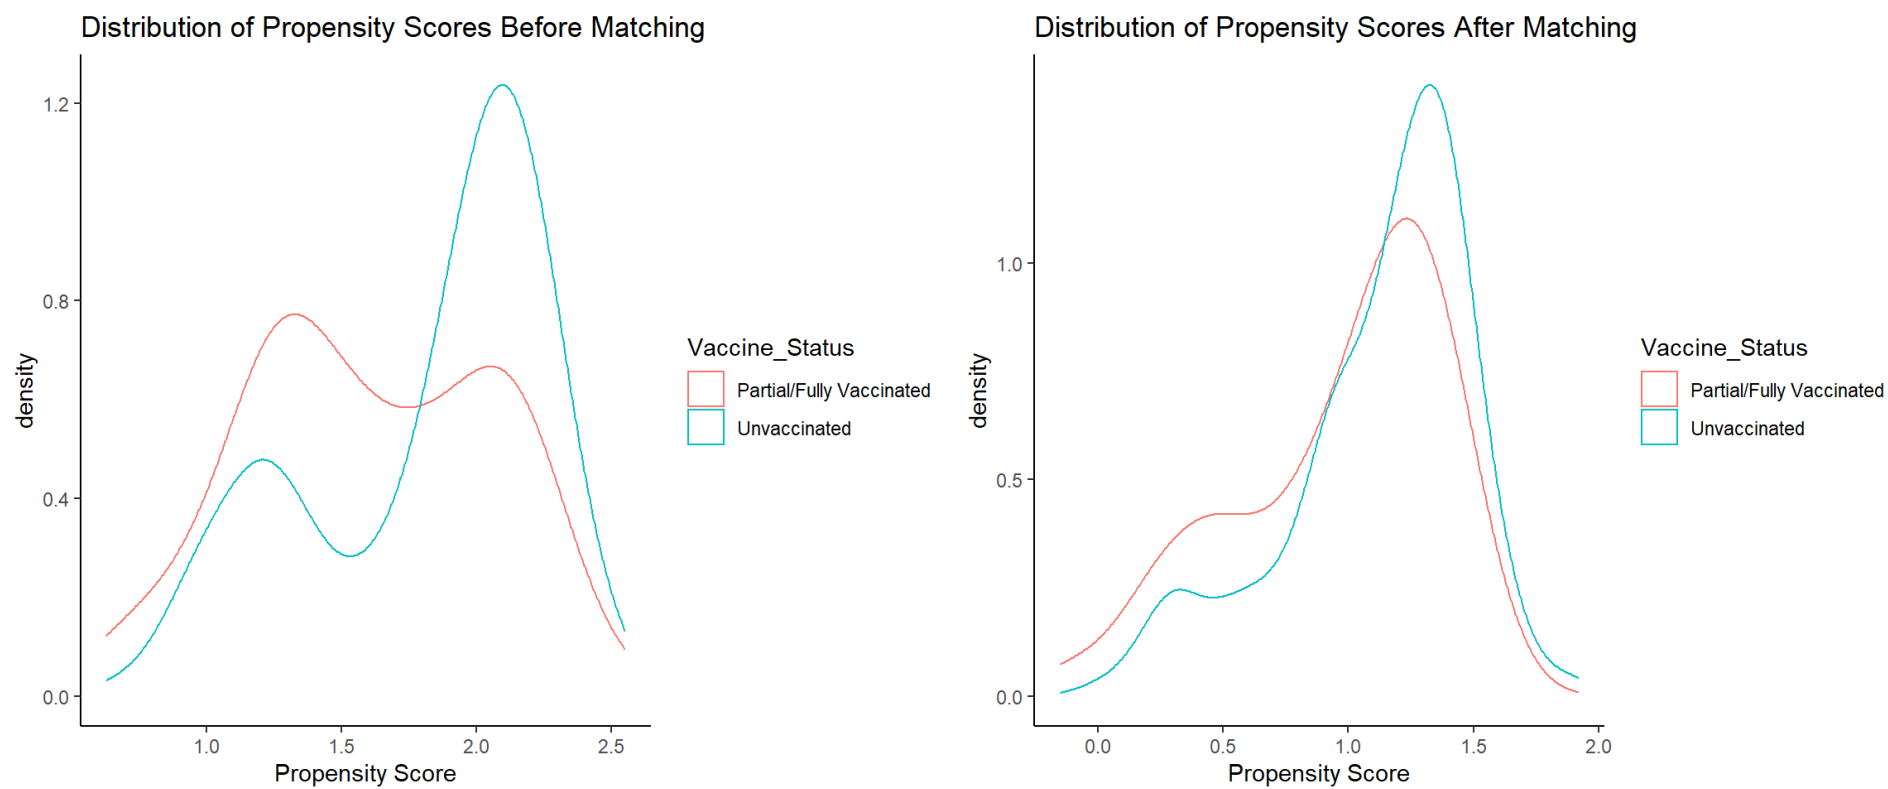 Distribution of Propensity Scores Before Matching
density
1.2
0.8
0.4
0.0
1.0 1.5 2.0 2.5
Propensity Score
Vaccine_Status
Partial/Fully Vaccinated
Unvaccinated
Distribution of Propensity Scores After Matching
density
1.0
0.5
0.0
0.0 0.5 1.0 1.5 2.0
Propensity Score
Vaccine_Status
Partial/Fully Vaccinated
Unvaccinated